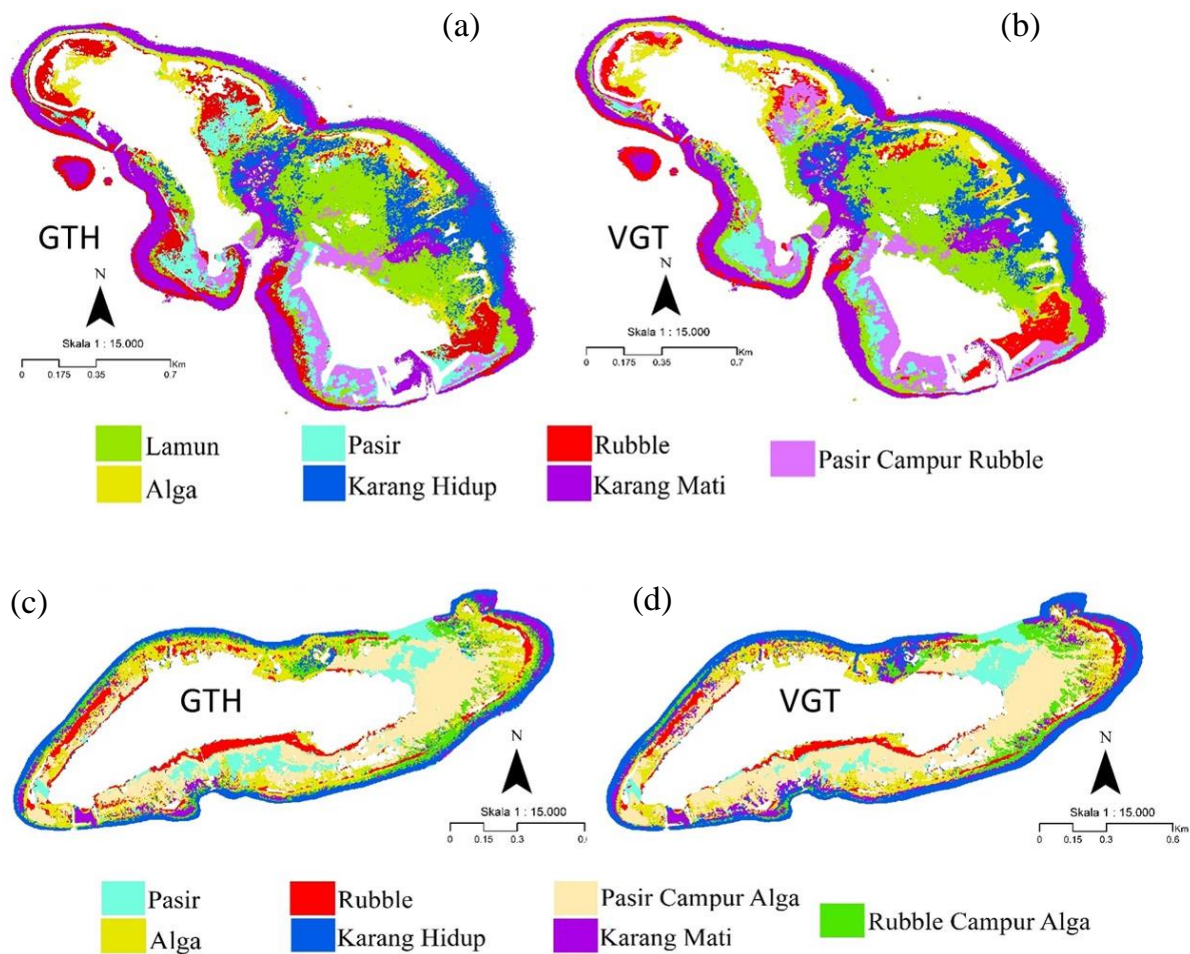 (a)
(b)
GTH
VGT
N
N
Skala 1 : 15.000
Skala 1 : 15.000
Km
Km
0 0.175 0.35 0.7
0 0.175 0.35 0.7
Lamun Pasir Rubble Pasir Campur Rubble
Alga Karang Hidup Karang Mati
(c)
(d)
GTH
VGT
N
N
Skala 1 : 15.000
Skala 1 : 15.000
Km
0 0.15 0.3
0 0.15 0.3 0.6
Pasir Rubble Pasir Campur Alga Rubble Campur Alga
Alga Karang Hidup Karang Mati